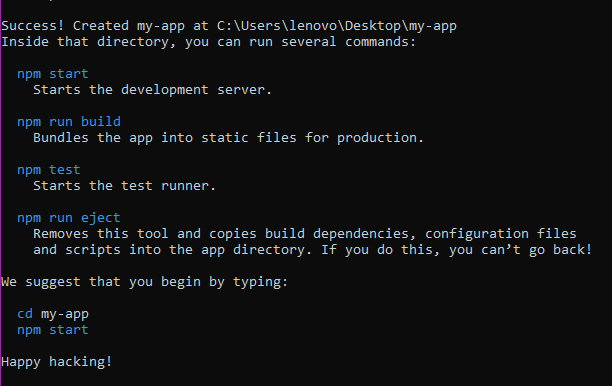 Success! Created my-app at C:\Users\lenovo\Desktop\my-app
Inside that directory, you can run several commands:
npm start
Starts the development server.
npm run build
Bundles the app into static files for production.
npm test
Starts the test runner.
npm run eject
Removes this tool and copies build dependencies, configuration files
and scripts into the app directory. If you do this, you can’t go back!
We suggest that you begin by typing:
cd my-app
npm start
Happy hacking!